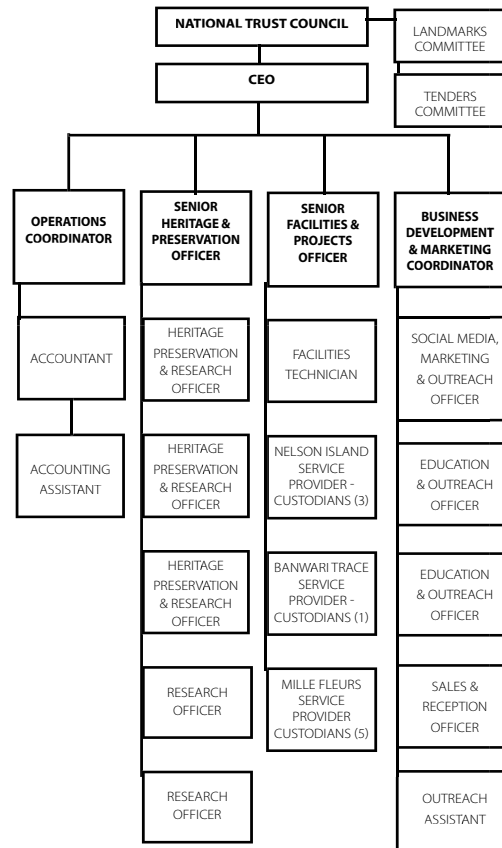 NATIONAL TRUST COUNCIL
LANDMARKS
COMMITTEE
CEO
TENDERS
COMMITTEE
OPERATIONS
COORDINATOR
SENIOR
HERITAGE &
PRESERVATION
OFFICER
SENIOR
FACILITIES &
PROJECTS
OFFICER
BUSINESS
DEVELOPMENT
& MARKETING
COORDINATOR
ACCOUNTANT
HERITAGE
PRESERVATION
& RESEARCH
OFFICER
FACILITIES
TECHNICIAN
SOCIAL MEDIA,
MARKETING
& OUTREACH
OFFICER
ACCOUNTING
ASSISTANT
HERITAGE
PRESERVATION
& RESEARCH
OFFICER
NELSON ISLAND
SERVICE
PROVIDER -
CUSTODIANS (3)
EDUCATION
& OUTREACH
OFFICER
HERITAGE
PRESERVATION
& RESEARCH
OFFICER
BANWARI TRACE
SERVICE
PROVIDER -
CUSTODIANS (1)
EDUCATION
& OUTREACH
OFFICER
RESEARCH
OFFICER
MILLE FLEURS
SERVICE
PROVIDER
CUSTODIANS (5)
SALES &
RECEPTION
OFFICER
RESEARCH
OFFICER
OUTREACH
ASSISTANT